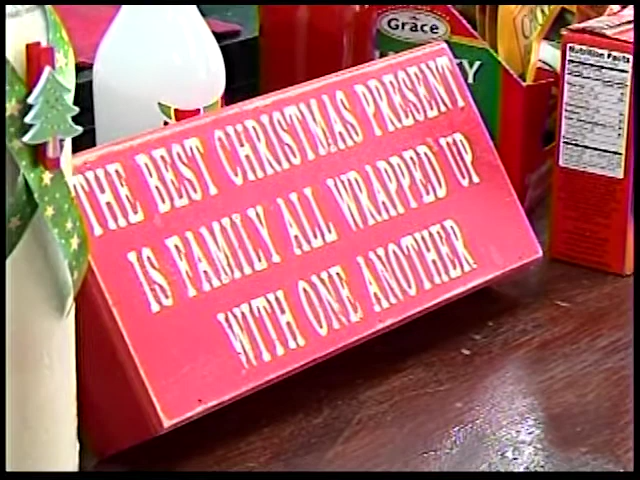 Grace
Y
Nutrition Facts
THE BEST CHRISTMAS PRESENT
IS FAMILY ALL WRAPPED UP
WITH ONE ANOTHER